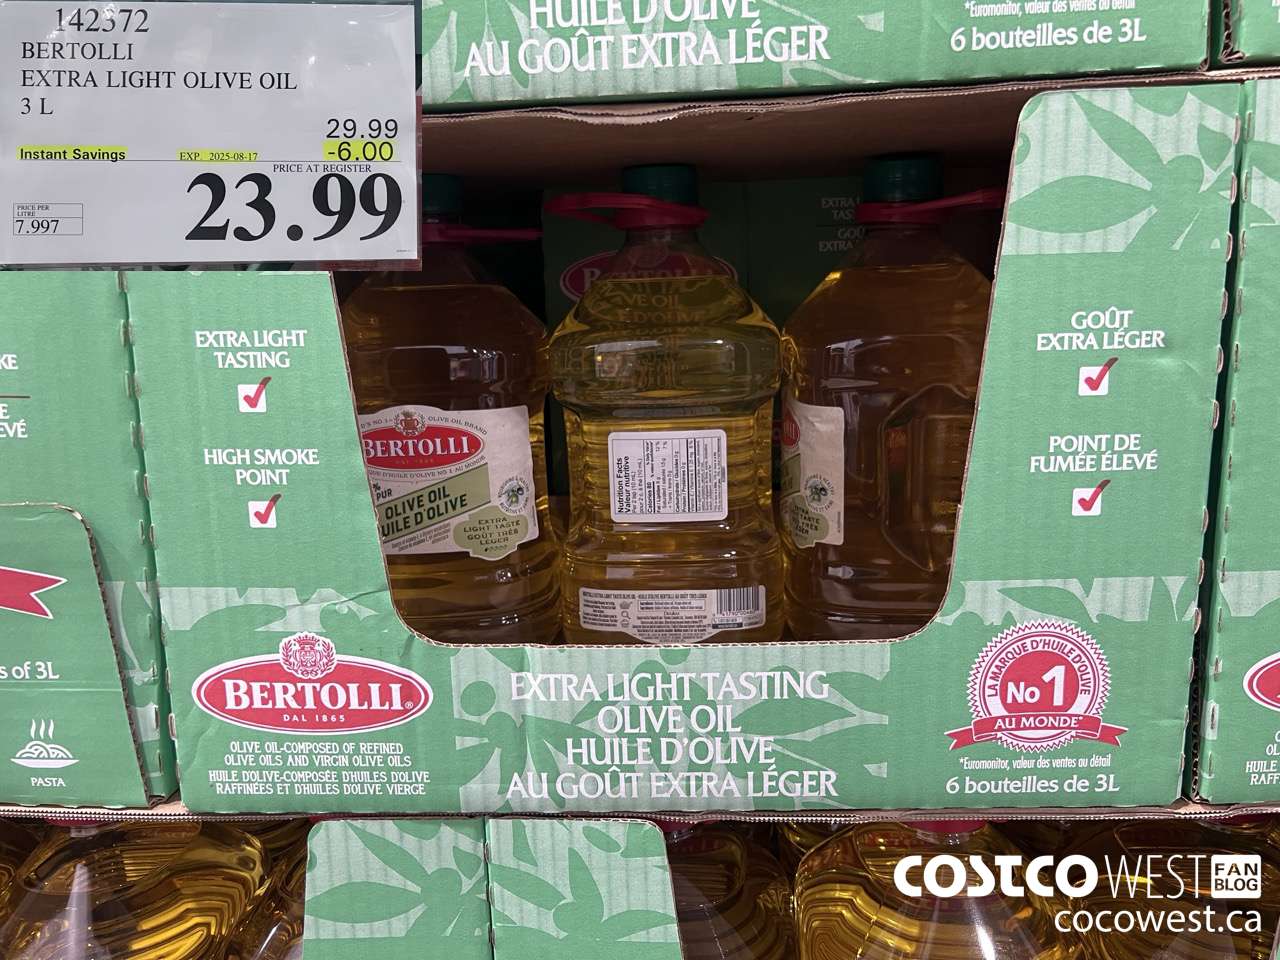 142372
BERTOLLI
EXTRA LIGHT OLIVE OIL
3 L
29.99
Instant Savings EXP. 2025-08-17 -6.00
PRICE AT REGISTER
23.99
PRICE PER
LITRE
7.997
HUILE D'OLIVE
AU GOÛT EXTRA LÉGER
*Euromonitor, valeur des ventes au détail
6 bouteilles de 3L
EXTRA LIGHT
TASTING
HIGH SMOKE
POINT
GOÛT
EXTRA LÉGER
POINT DE
FUMÉE ÉLEVÉ
BERTOLLI
OLIVE OIL
HUILE D'OLIVE
EXTRA
LIGHT TASTE
GOÛT TRÈS
LÉGER
BERTOLLI
Nutrition Facts
Valeur nutritive
s of 3L
PASTA
BERTOLLI®
DAL 1865
OLIVE OIL-COMPOSED OF REFINED
OLIVE OILS AND VIRGIN OLIVE OILS
HUILE D'OLIVE-COMPOSÉE D'HUILES D'OLIVE
RAFFINÉES ET D'HUILES D'OLIVE VIERGE
EXTRA LIGHT TASTING
OLIVE OIL
HUILE D'OLIVE
AU GOÛT EXTRA LÉGER
LA MARQUE D'HUILE D'OLIVE
No 1
AU MONDE*
*Euromonitor, valeur des ventes au détail
6 bouteilles de 3L
COSTCO WEST FAN BLOG
cocowest.ca